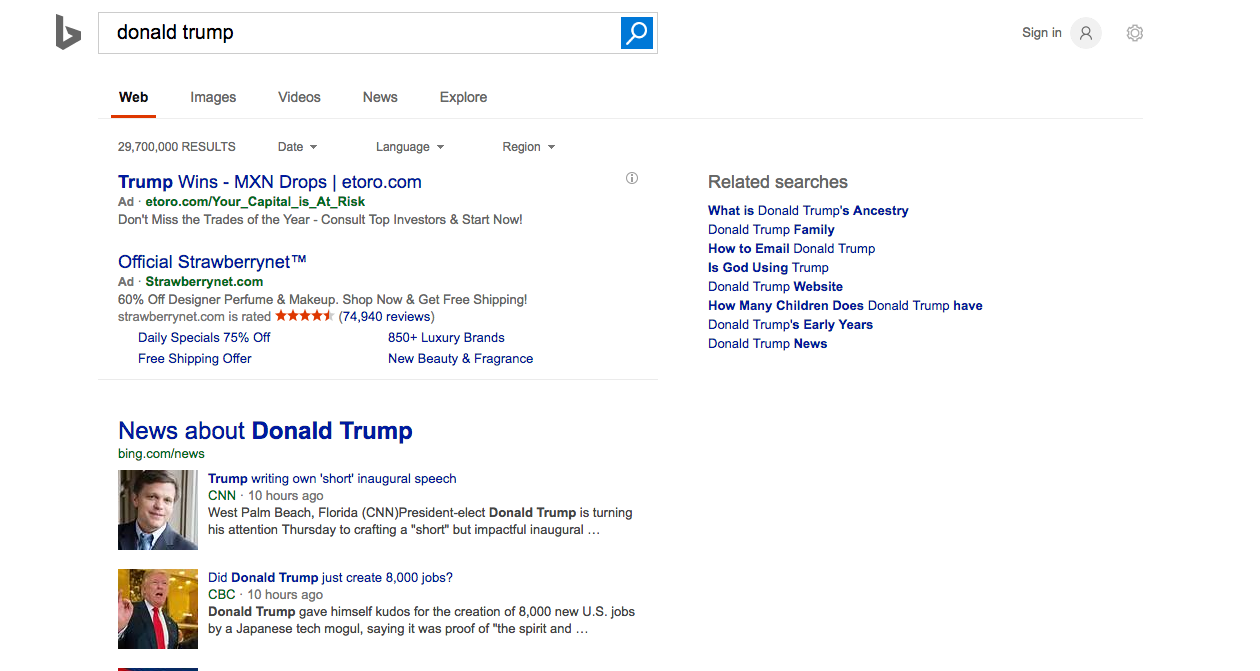 donald trump
Sign in
Web Images Videos News Explore
29,700,000 RESULTS Date Language Region
Trump Wins - MXN Drops | etoro.com
Ad · etoro.com/Your_Capital_is_At_Risk
Don't Miss the Trades of the Year - Consult Top Investors & Start Now!
Official Strawberrynet™
Ad · Strawberrynet.com
60% Off Designer Perfume & Makeup. Shop Now & Get Free Shipping!
strawberrynet.com is rated (74,940 reviews)
Daily Specials 75% Off 850+ Luxury Brands
Free Shipping Offer New Beauty & Fragrance
News about Donald Trump
bing.com/news
Trump writing own 'short' inaugural speech
CNN · 10 hours ago
West Palm Beach, Florida (CNN)President-elect Donald Trump is turning
his attention Thursday to crafting a "short" but impactful inaugural …
Did Donald Trump just create 8,000 jobs?
CBC · 10 hours ago
Donald Trump gave himself kudos for the creation of 8,000 new U.S. jobs
by a Japanese tech mogul, saying it was proof of "the spirit and …
Related searches
What is Donald Trump's Ancestry
Donald Trump Family
How to Email Donald Trump
Is God Using Trump
Donald Trump Website
How Many Children Does Donald Trump have
Donald Trump's Early Years
Donald Trump News